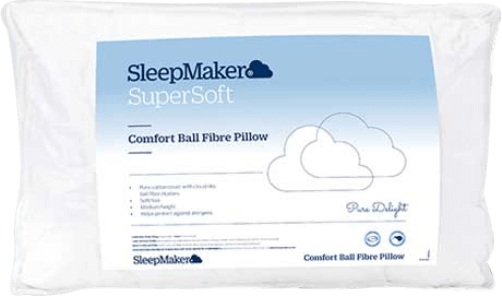 SleepMaker
SuperSoft
Comfort Ball Fibre Pillow
Pure cotton cover with cloud-like
ball fibre clusters
Soft feel
Medium height
Helps protect against allergens
Pure Delight
SleepMaker
Comfort Ball Fibre Pillow